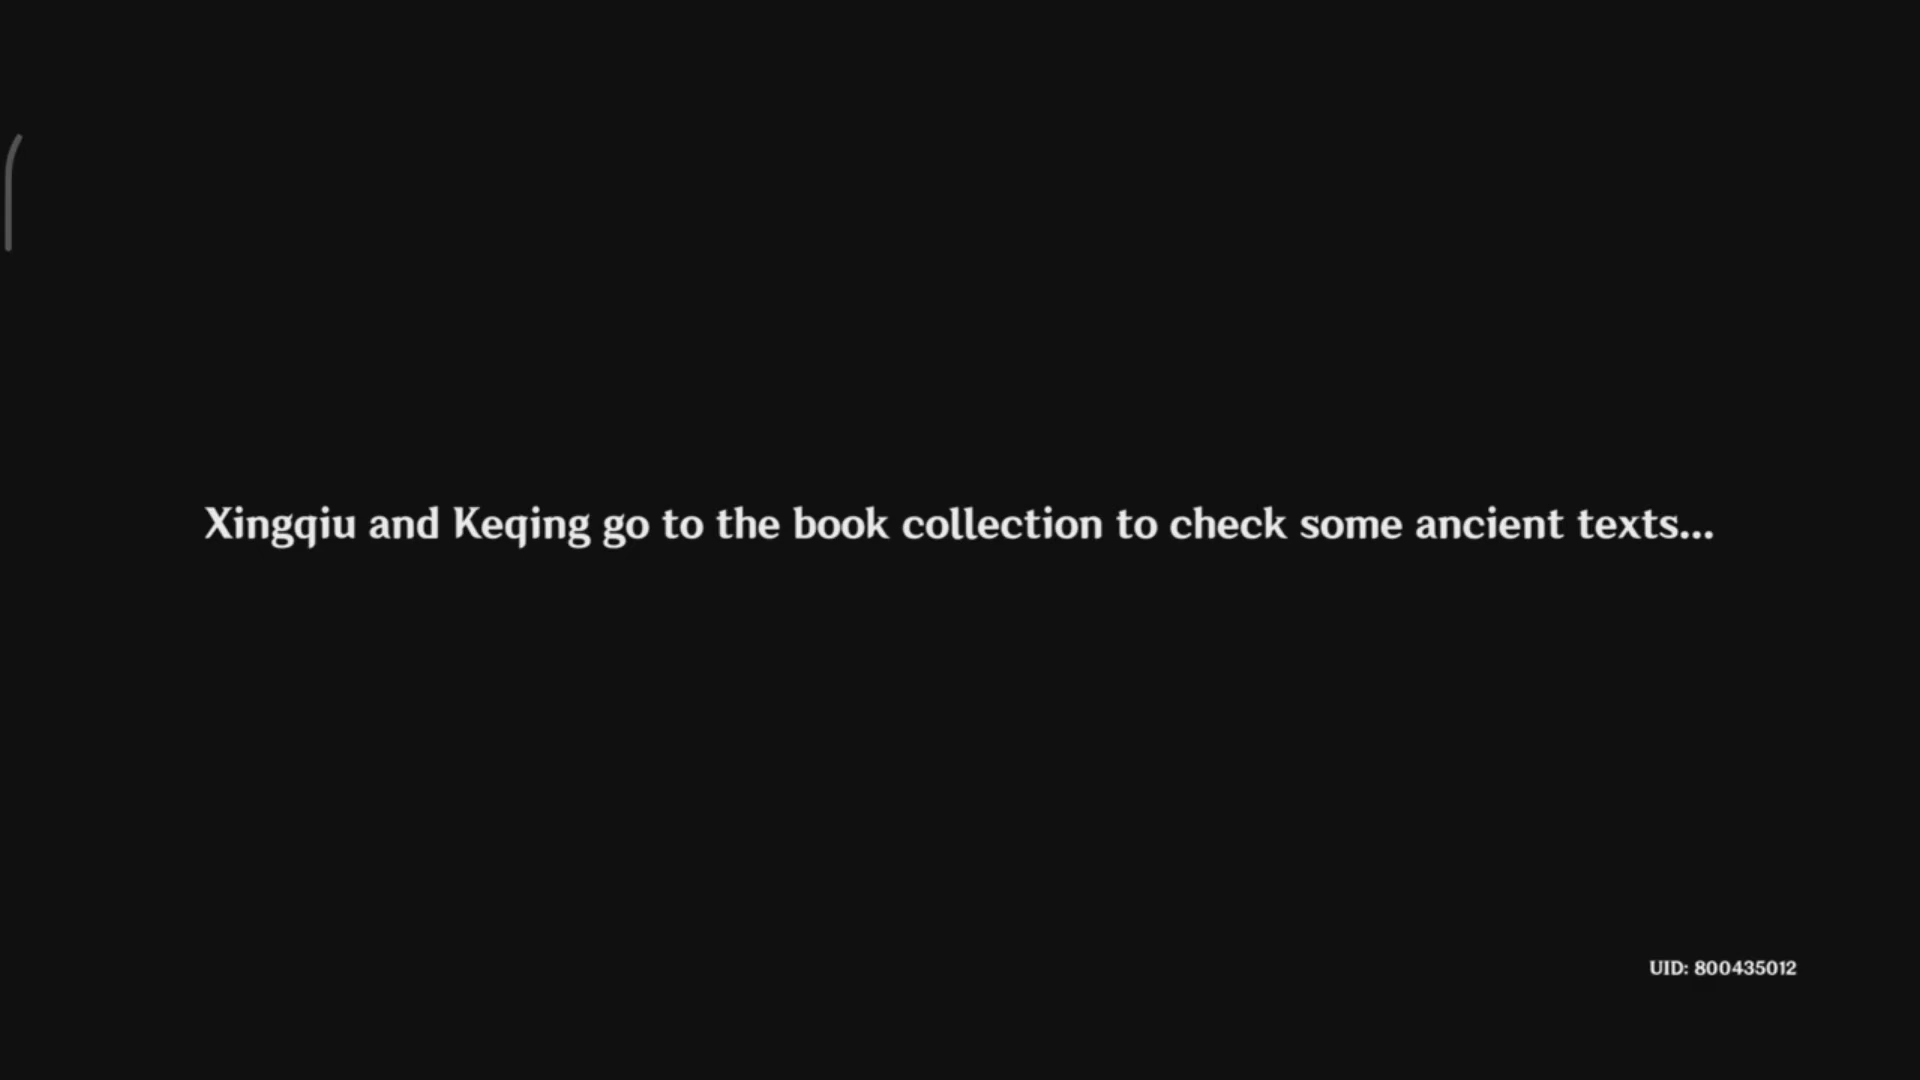 Xingqiu and Keqing go to the book collection to check some ancient texts...
UID: 800435012